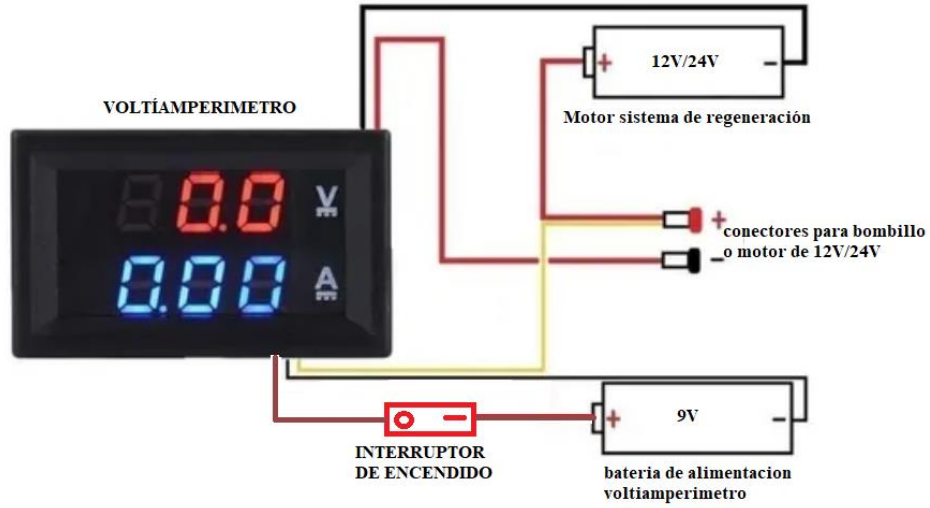 VOLTÍAMPERIMETRO
0.0 V
0.00 A
+ 12V/24V -
Motor sistema de regeneración
+
-
conectores para bombillo
o motor de 12V/24V
+ 9V -
INTERRUPTOR
DE ENCENDIDO
bateria de alimentacion
voltiamperimetro